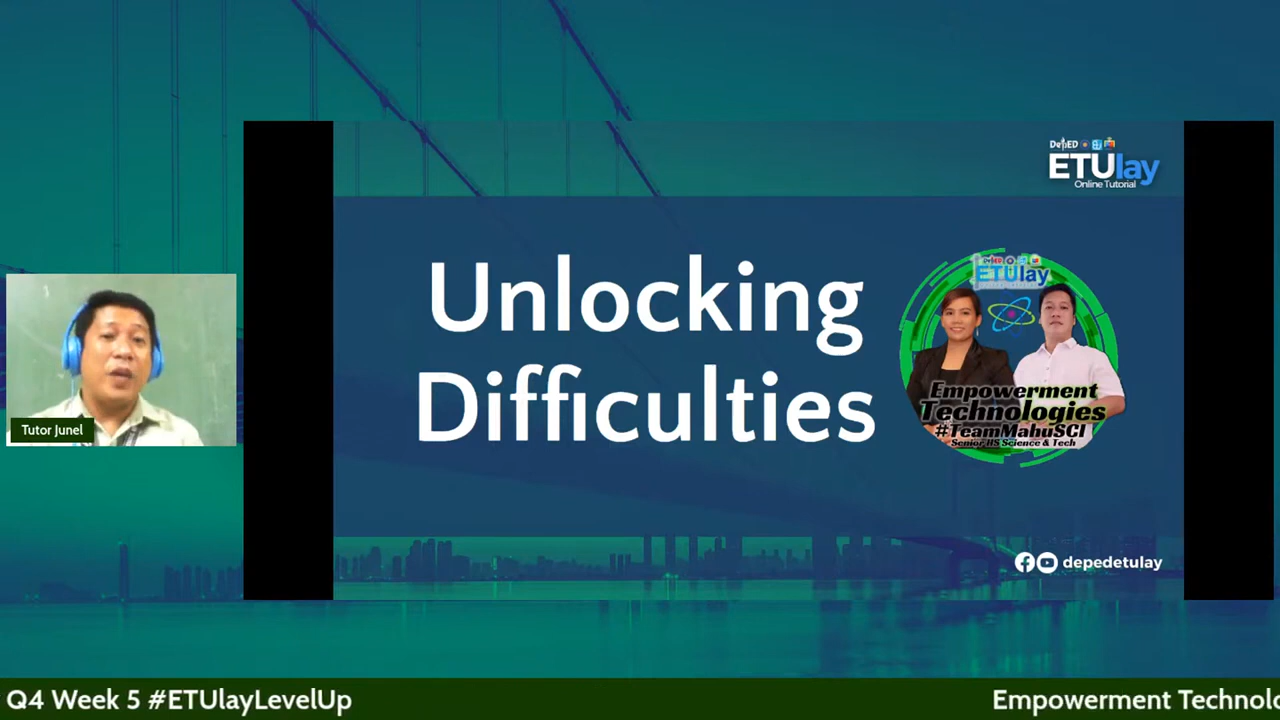 DepED
ETUlay
Online Tutorial
Unlocking
Difficulties
ETUlay
Empowerment
Technologies
#TeamMahuSCI
Senior HS Science & Tech
Tutor Junel
depedetulay
Q4 Week 5 #ETUlayLevelUp
Empowerment Technolo